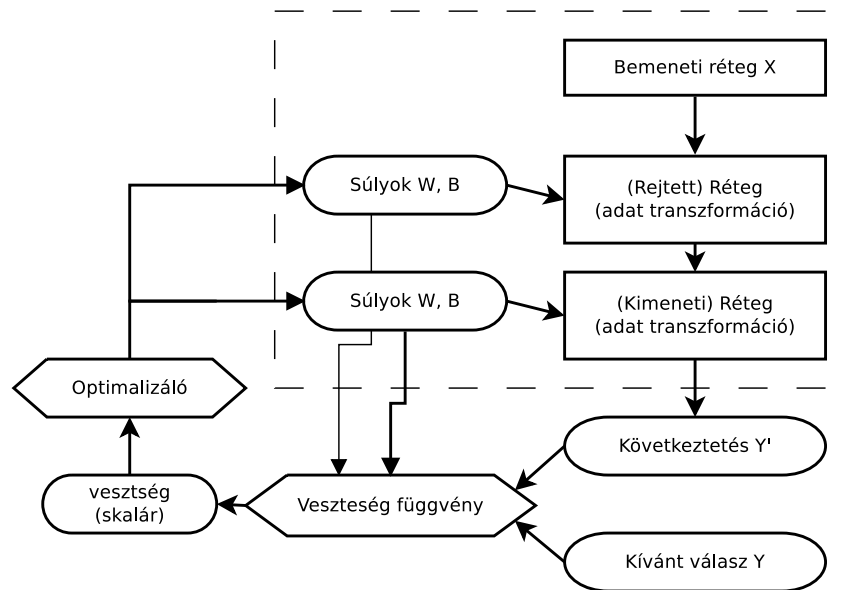 Bemeneti réteg X
Súlyok W, B
(Rejtett) Réteg
(adat transzformáció)
Súlyok W, B
(Kimeneti) Réteg
(adat transzformáció)
Optimalizáló
Következtetés Y'
vesztség
(skalár)
Veszteség függvény
Kívánt válasz Y